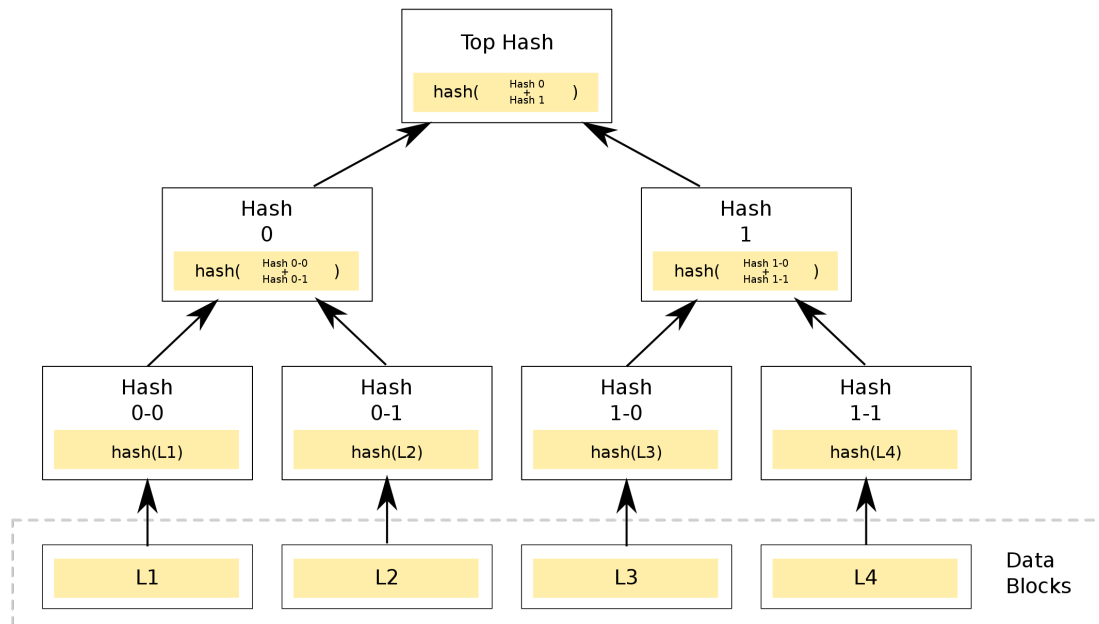 Top Hash
hash( Hash 0 + Hash 1 )
Hash
0
hash( Hash 0-0 + Hash 0-1 )
Hash
1
hash( Hash 1-0 + Hash 1-1 )
Hash
0-0
hash(L1)
Hash
0-1
hash(L2)
Hash
1-0
hash(L3)
Hash
1-1
hash(L4)
L1
L2
L3
L4
Data
Blocks